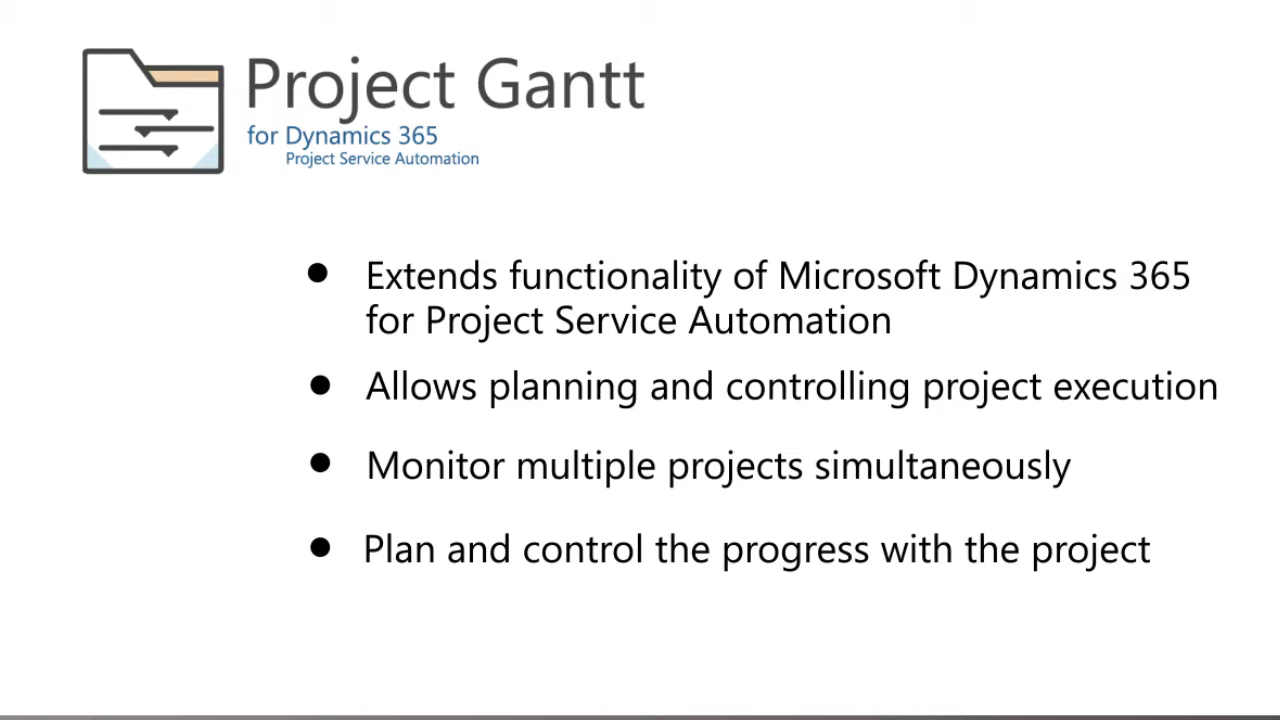 Project Gantt
for Dynamics 365
Project Service Automation
● Extends functionality of Microsoft Dynamics 365
for Project Service Automation
● Allows planning and controlling project execution
● Monitor multiple projects simultaneously
● Plan and control the progress with the project